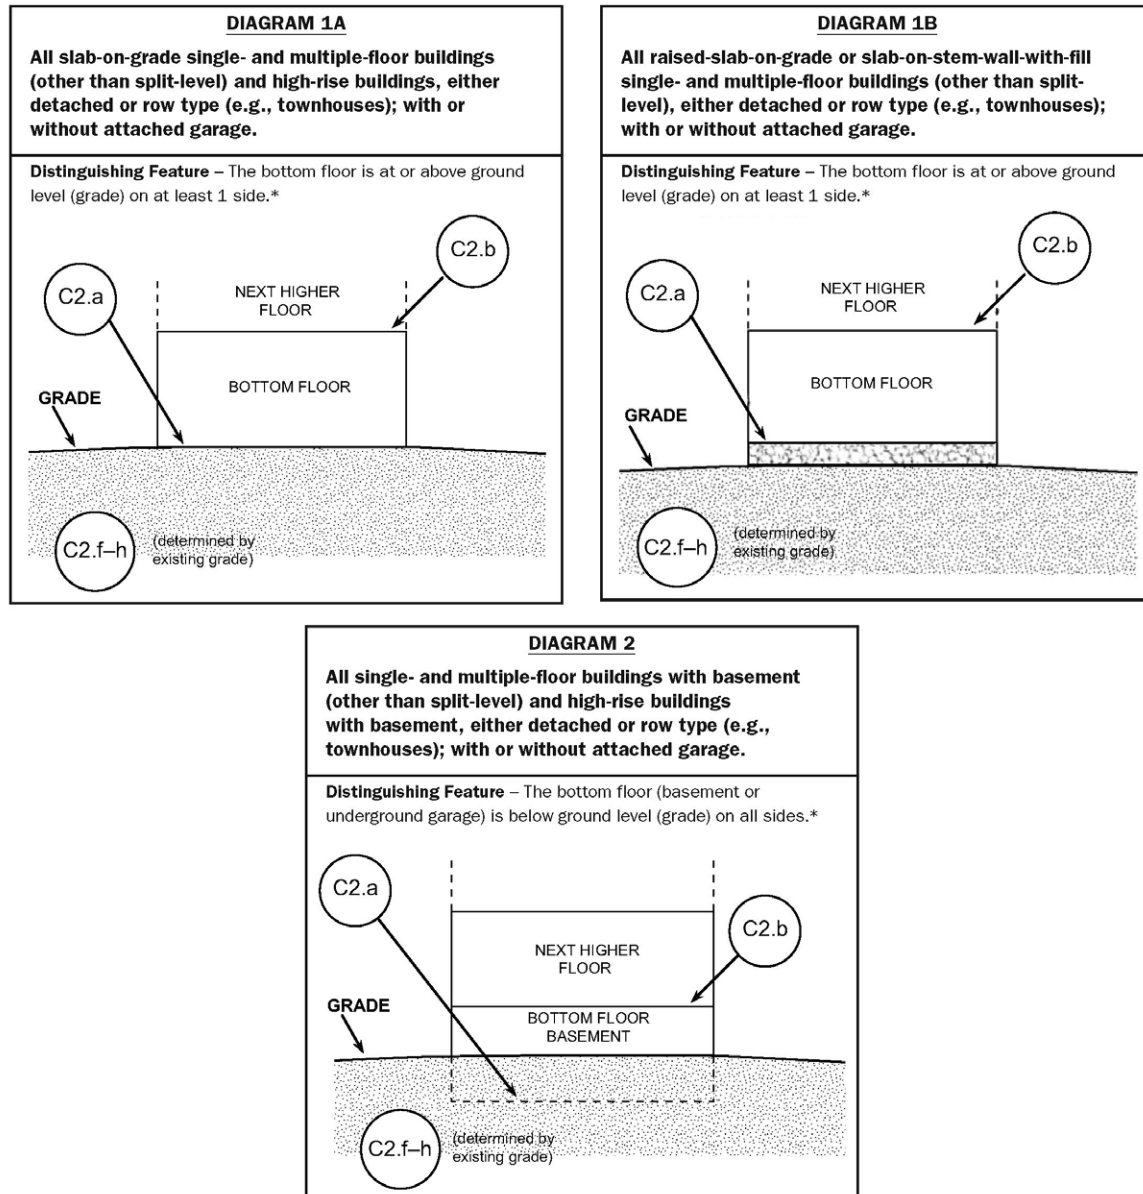 DIAGRAM 1A
All slab-on-grade single- and multiple-floor buildings
(other than split-level) and high-rise buildings, either
detached or row type (e.g., townhouses); with or
without attached garage.
Distinguishing Feature – The bottom floor is at or above ground
level (grade) on at least 1 side.*
C2.b
C2.a
NEXT HIGHER
FLOOR
BOTTOM FLOOR
GRADE
C2.f–h
(determined by
existing grade)
DIAGRAM 1B
All raised-slab-on-grade or slab-on-stem-wall-with-fill
single- and multiple-floor buildings (other than split-
level), either detached or row type (e.g., townhouses);
with or without attached garage.
Distinguishing Feature – The bottom floor is at or above ground
level (grade) on at least 1 side.*
C2.b
C2.a
NEXT HIGHER
FLOOR
BOTTOM FLOOR
GRADE
C2.f–h
(determined by
existing grade)
DIAGRAM 2
All single- and multiple-floor buildings with basement
(other than split-level) and high-rise buildings
with basement, either detached or row type (e.g.,
townhouses); with or without attached garage.
Distinguishing Feature – The bottom floor (basement or
underground garage) is below ground level (grade) on all sides.*
C2.a
C2.b
NEXT HIGHER
FLOOR
GRADE
BOTTOM FLOOR
BASEMENT
C2.f–h
(determined by
existing grade)